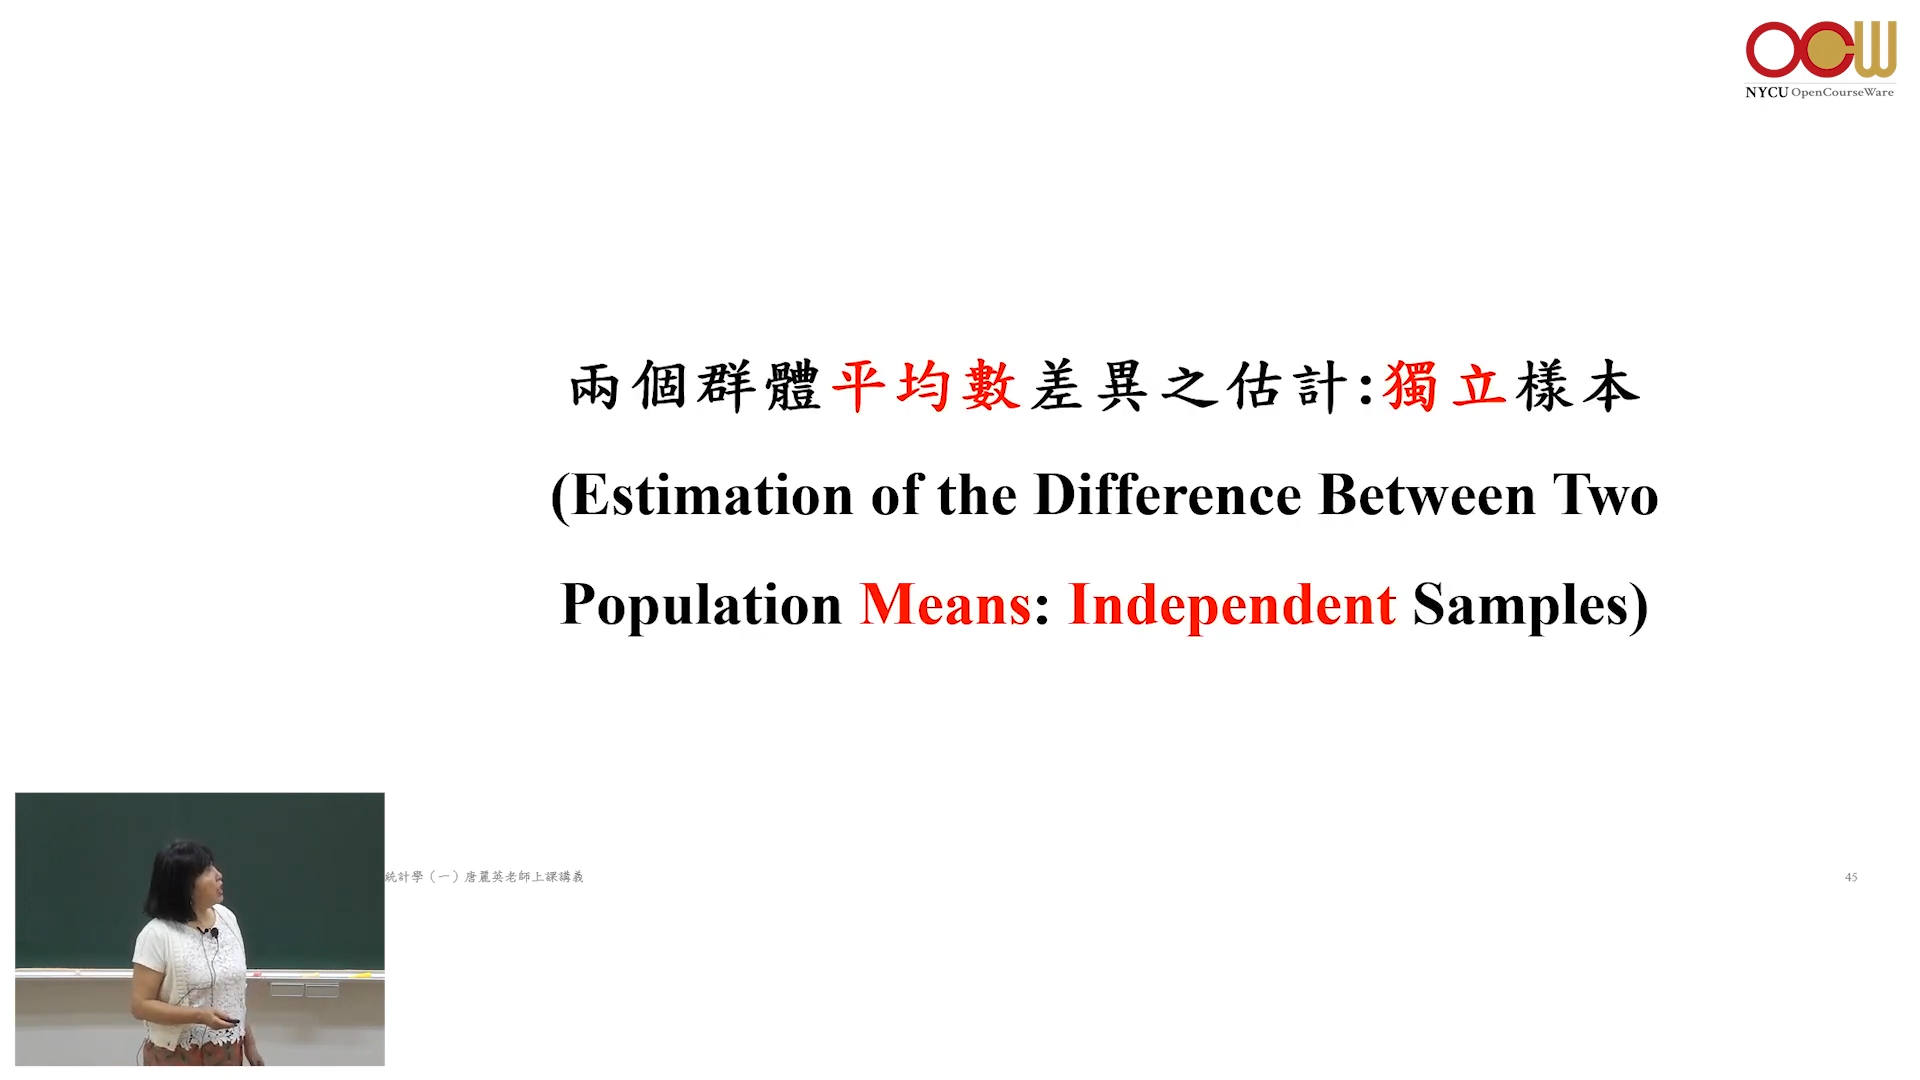 OCW
NYCU OpenCourseWare
兩個群體平均數差異之估計:獨立樣本
(Estimation of the Difference Between Two
Population Means: Independent Samples)
統計學（一）唐麗英老師上課講義
45